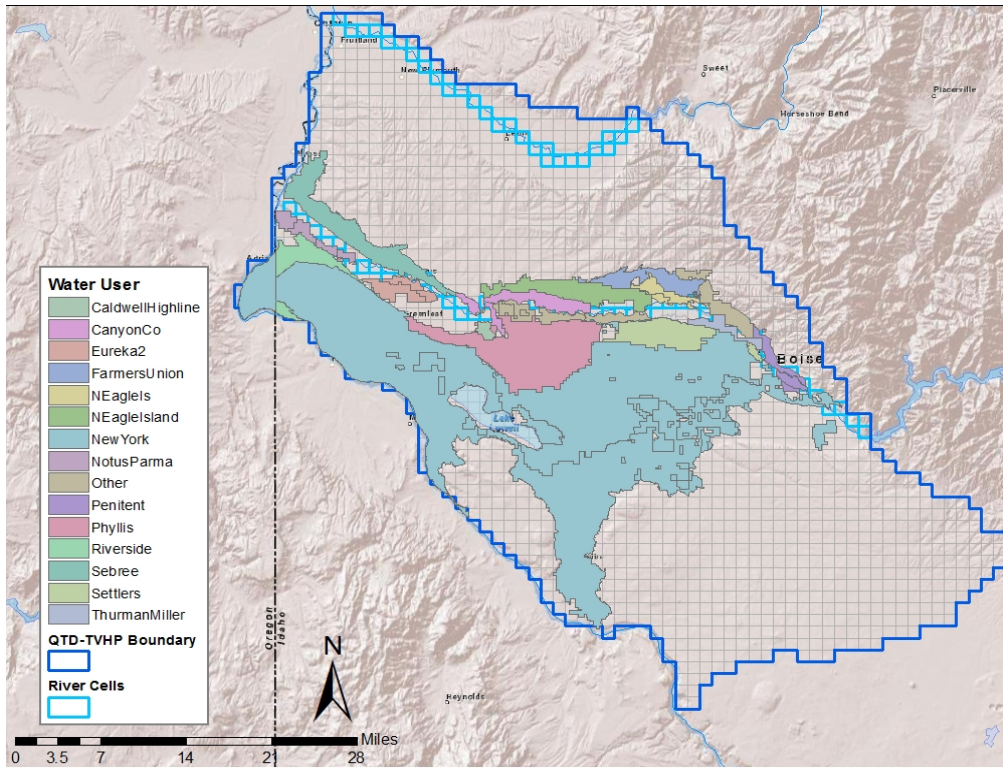 Fruitland
New Plymouth
Sweet
Placerville
Horseshoe Bend
Water User
CaldwellHighline
CanyonCo
Eureka2
FarmersUnion
NEagleIs
NEagleIsland
NewYork
NotusParma
Other
Penitent
Phyllis
Riverside
Sebree
Settlers
ThurmanMiller
QTD-TVHP Boundary
River Cells
Greenleaf
Boise
Lake
Oregon
Idaho
N
Reynolds
Miles
0 3.5 7 14 21 28